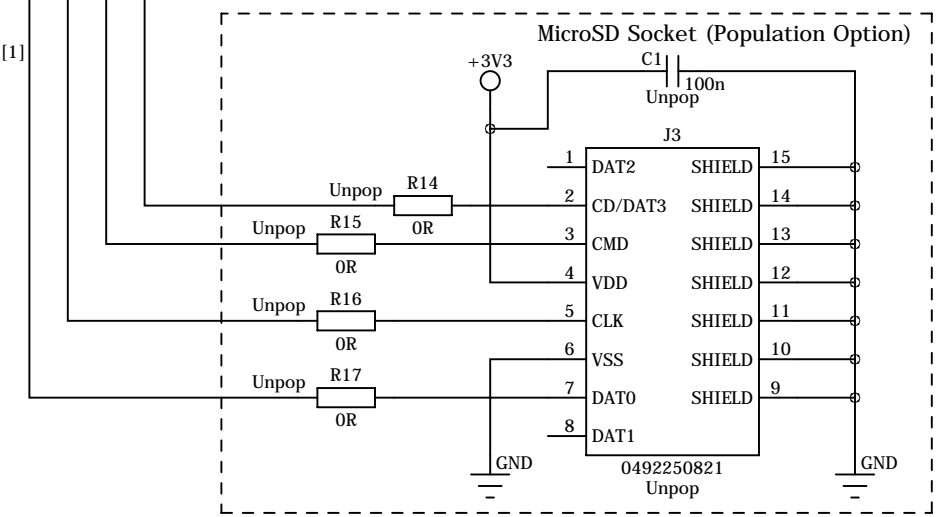 MicroSD Socket (Population Option)
[1]
+3V3
C1
100n
Unpop
J3
1 DAT2 SHIELD 15
Unpop R14 2 CD/DAT3 SHIELD 14
0R
Unpop R15 3 CMD SHIELD 13
0R
4 VDD SHIELD 12
Unpop R16 5 CLK SHIELD 11
0R
6 VSS SHIELD 10
Unpop R17 7 DAT0 SHIELD 9
0R
8 DAT1
GND 0492250821 GND
Unpop